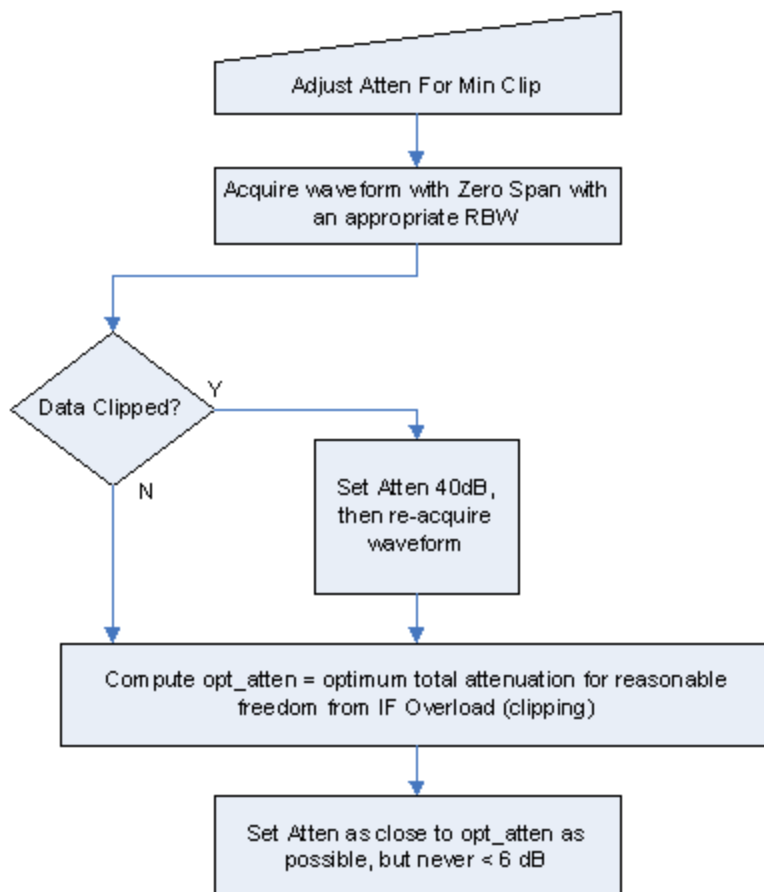 Adjust Atten For Min Clip
Acquire waveform with Zero Span with
an appropriate RBW
Data Clipped?
Y
N
Set Atten 40dB,
then re-acquire
waveform
Compute opt_atten = optimum total attenuation for reasonable
freedom from IF Overload (clipping)
Set Atten as close to opt_atten as
possible, but never < 6 dB